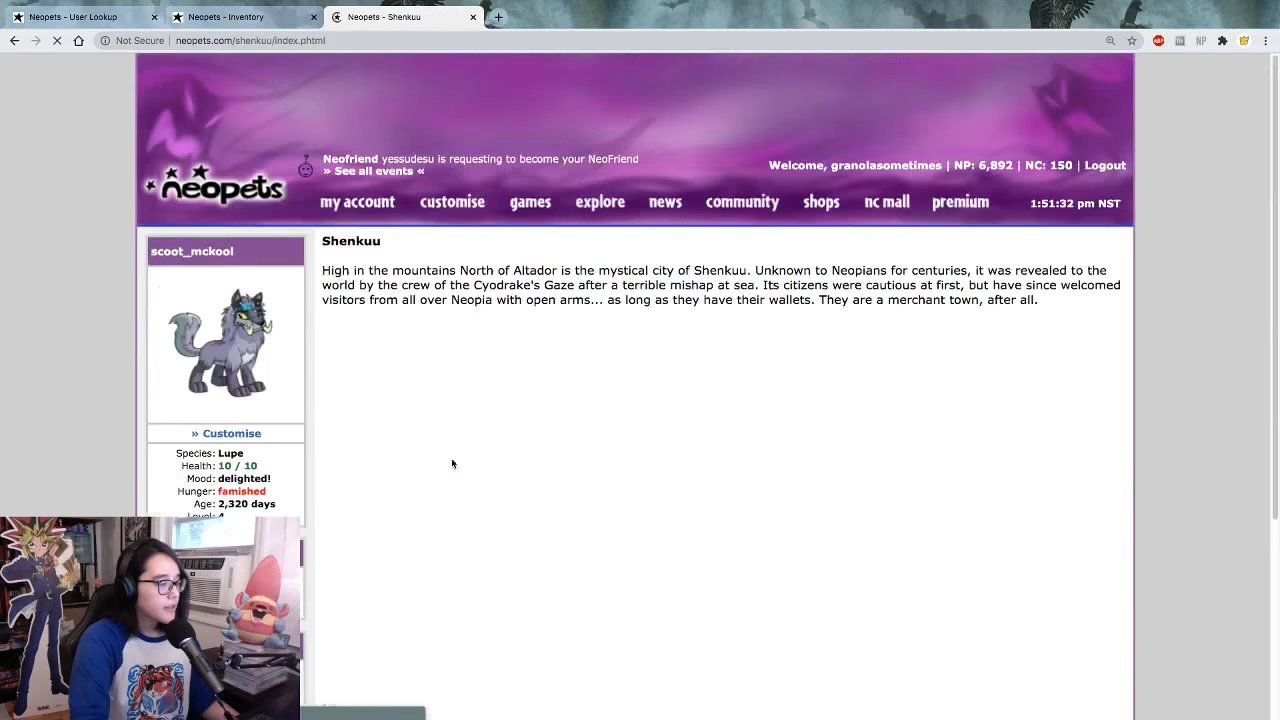 Neopets - User Lookup
Neopets - Inventory
Neopets - Shenkuu
Not Secure | neopets.com/shenkuu/index.phtml
ABP
NP
Neofriend yessudesu is requesting to become your NeoFriend
» See all events «
Welcome, granolasometimes | NP: 6,892 | NC: 150 | Logout
neopets
my account customise games explore news community shops nc mall premium 1:51:32 pm NST
scoot_mckool
Shenkuu
High in the mountains North of Altador is the mystical city of Shenkuu. Unknown to Neopians for centuries, it was revealed to the
world by the crew of the Cyodrake's Gaze after a terrible mishap at sea. Its citizens were cautious at first, but have since welcomed
visitors from all over Neopia with open arms... as long as they have their wallets. They are a merchant town, after all.
» Customise
Species: Lupe
Health: 10 / 10
Mood: delighted!
Hunger: famished
Age: 2,320 days